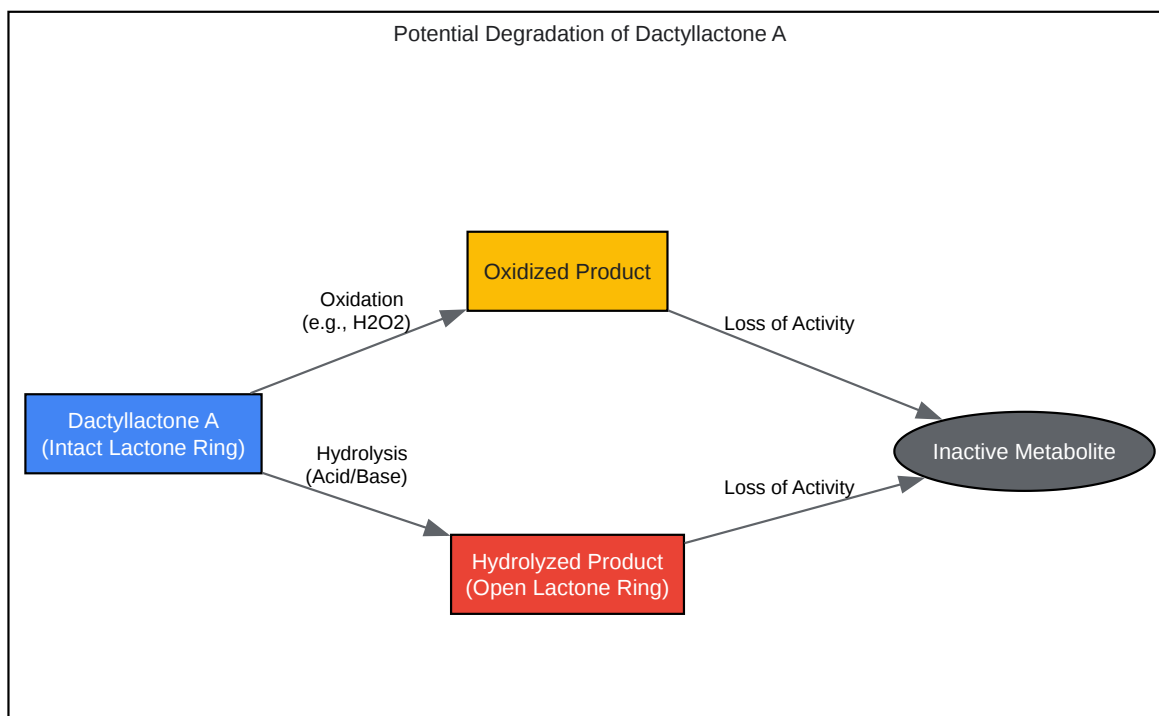 Potential Degradation of Dactyllactone A
Oxidized Product
Oxidation
(e.g., H2O2)
Loss of Activity
Dactyllactone A
(Intact Lactone Ring)
Inactive Metabolite
Hydrolysis
(Acid/Base)
Loss of Activity
Hydrolyzed Product
(Open Lactone Ring)